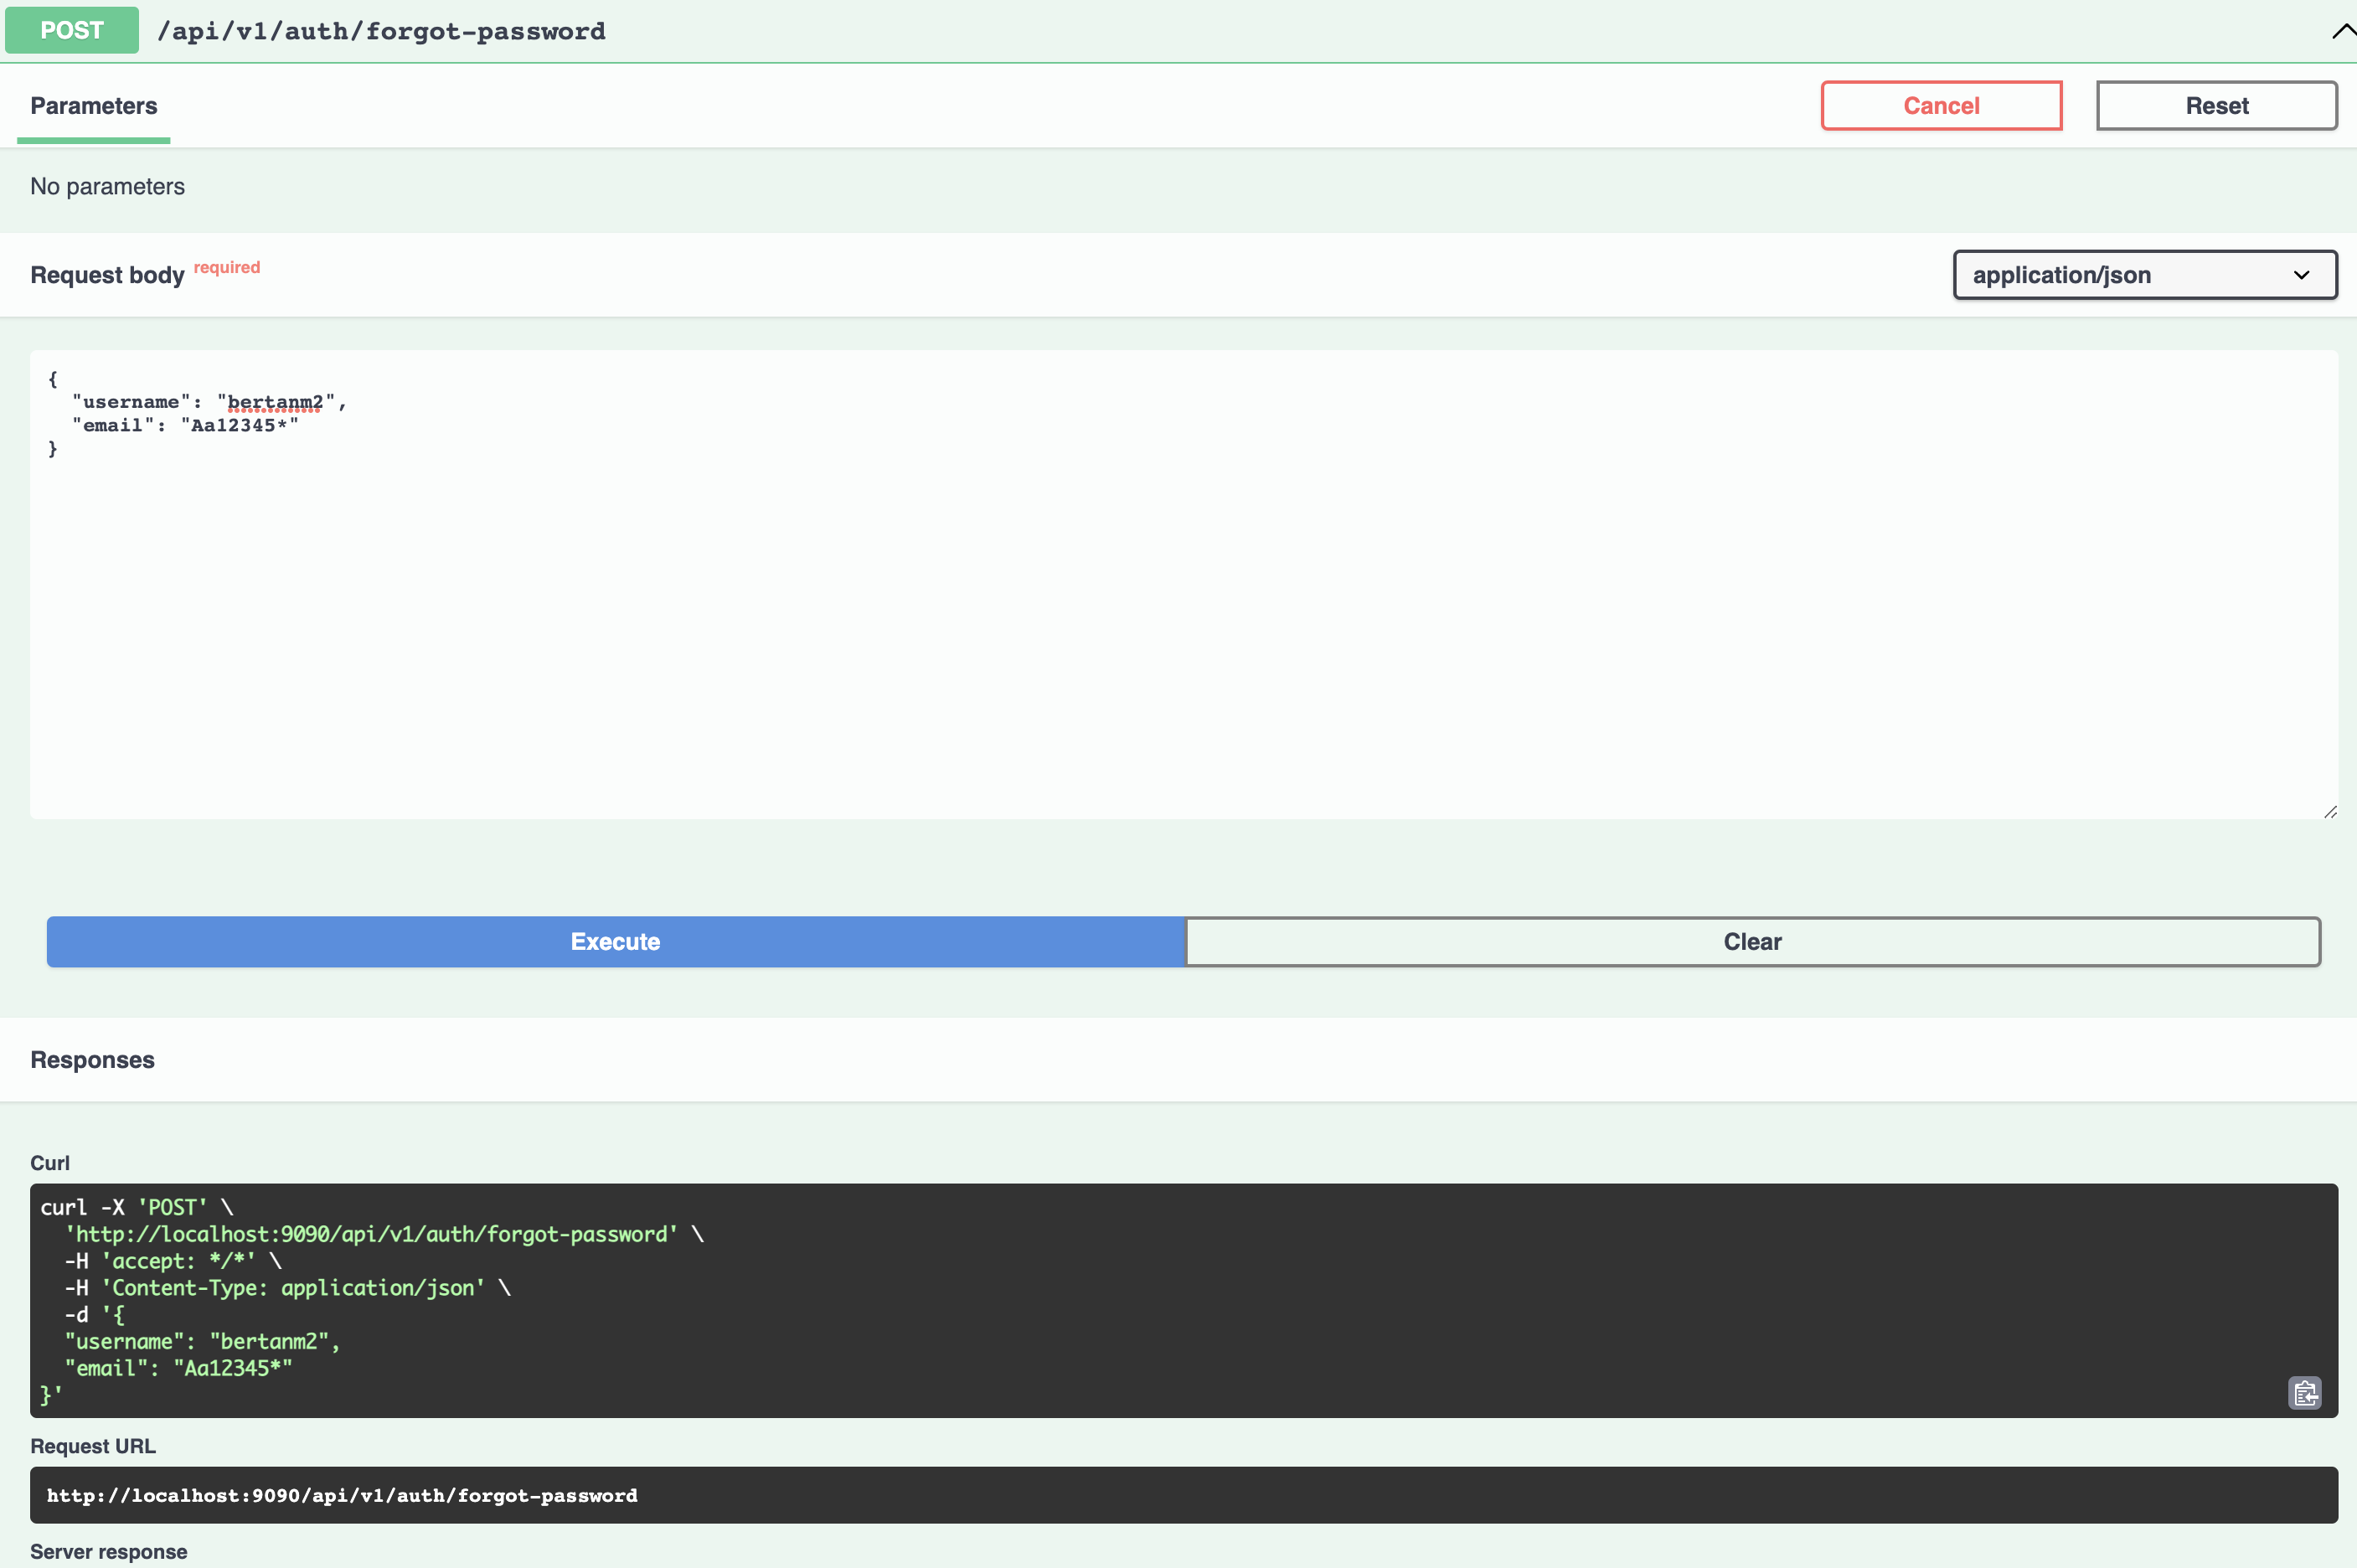 POST /api/v1/auth/forgot-password
Parameters
Cancel
Reset
No parameters
Request body required
application/json
{
  "username": "bertanm2",
  "email": "Aa12345*"
}
Execute
Clear
Responses
Curl
curl -X 'POST' \
  'http://localhost:9090/api/v1/auth/forgot-password' \
  -H 'accept: */*' \
  -H 'Content-Type: application/json' \
  -d '{
  "username": "bertanm2",
  "email": "Aa12345*"
}'
Request URL
http://localhost:9090/api/v1/auth/forgot-password
Server response